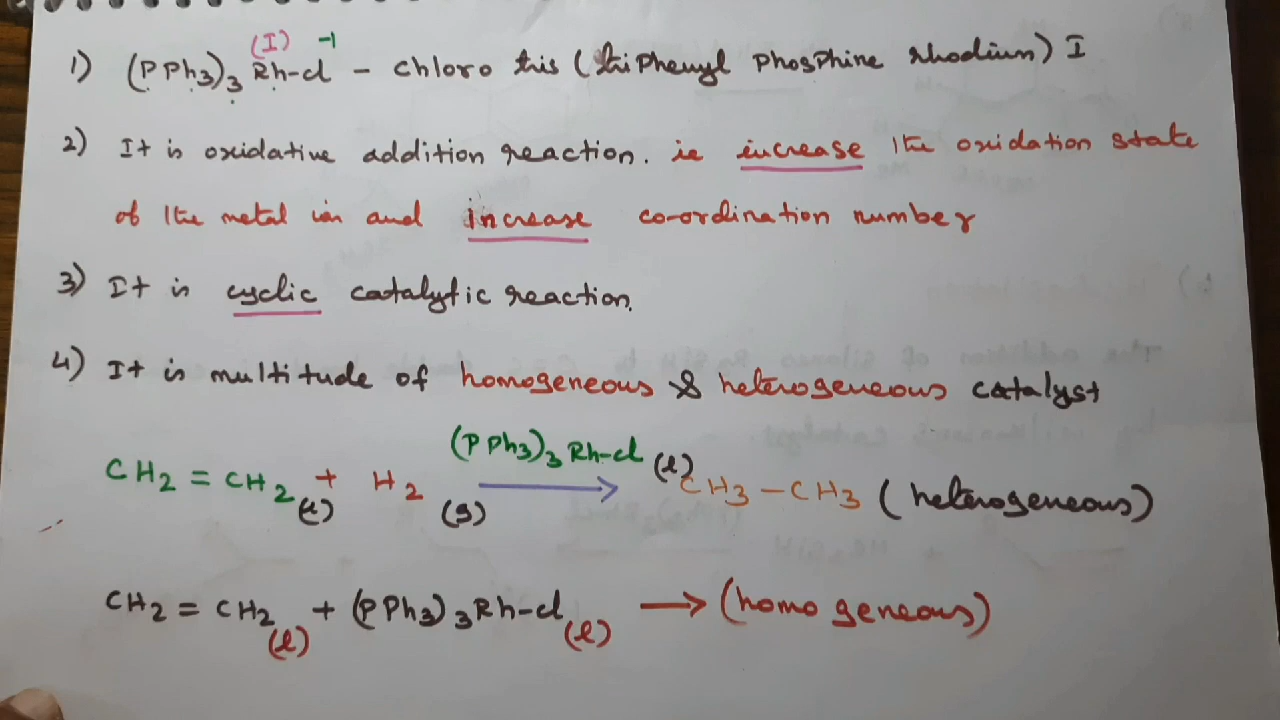 (I) -1
1) (PPh3)3 Rh-cl - chloro tris (triphenyl phosphine rhodium) I
2) It is oxidative addition reaction. ie increase the oxidation state
of the metal ion and increase co-ordination number
3) It is cyclic catalytic reaction.
4) It is multitude of homogeneous & heterogeneous catalyst
(PPh3)3 Rh-cl (l)
CH2 = CH2 (l) + H2 (g) → CH3 - CH3 (heterogeneous)
CH2 = CH2 (l) + (PPh3)3 Rh-cl (l) → (homogeneous)